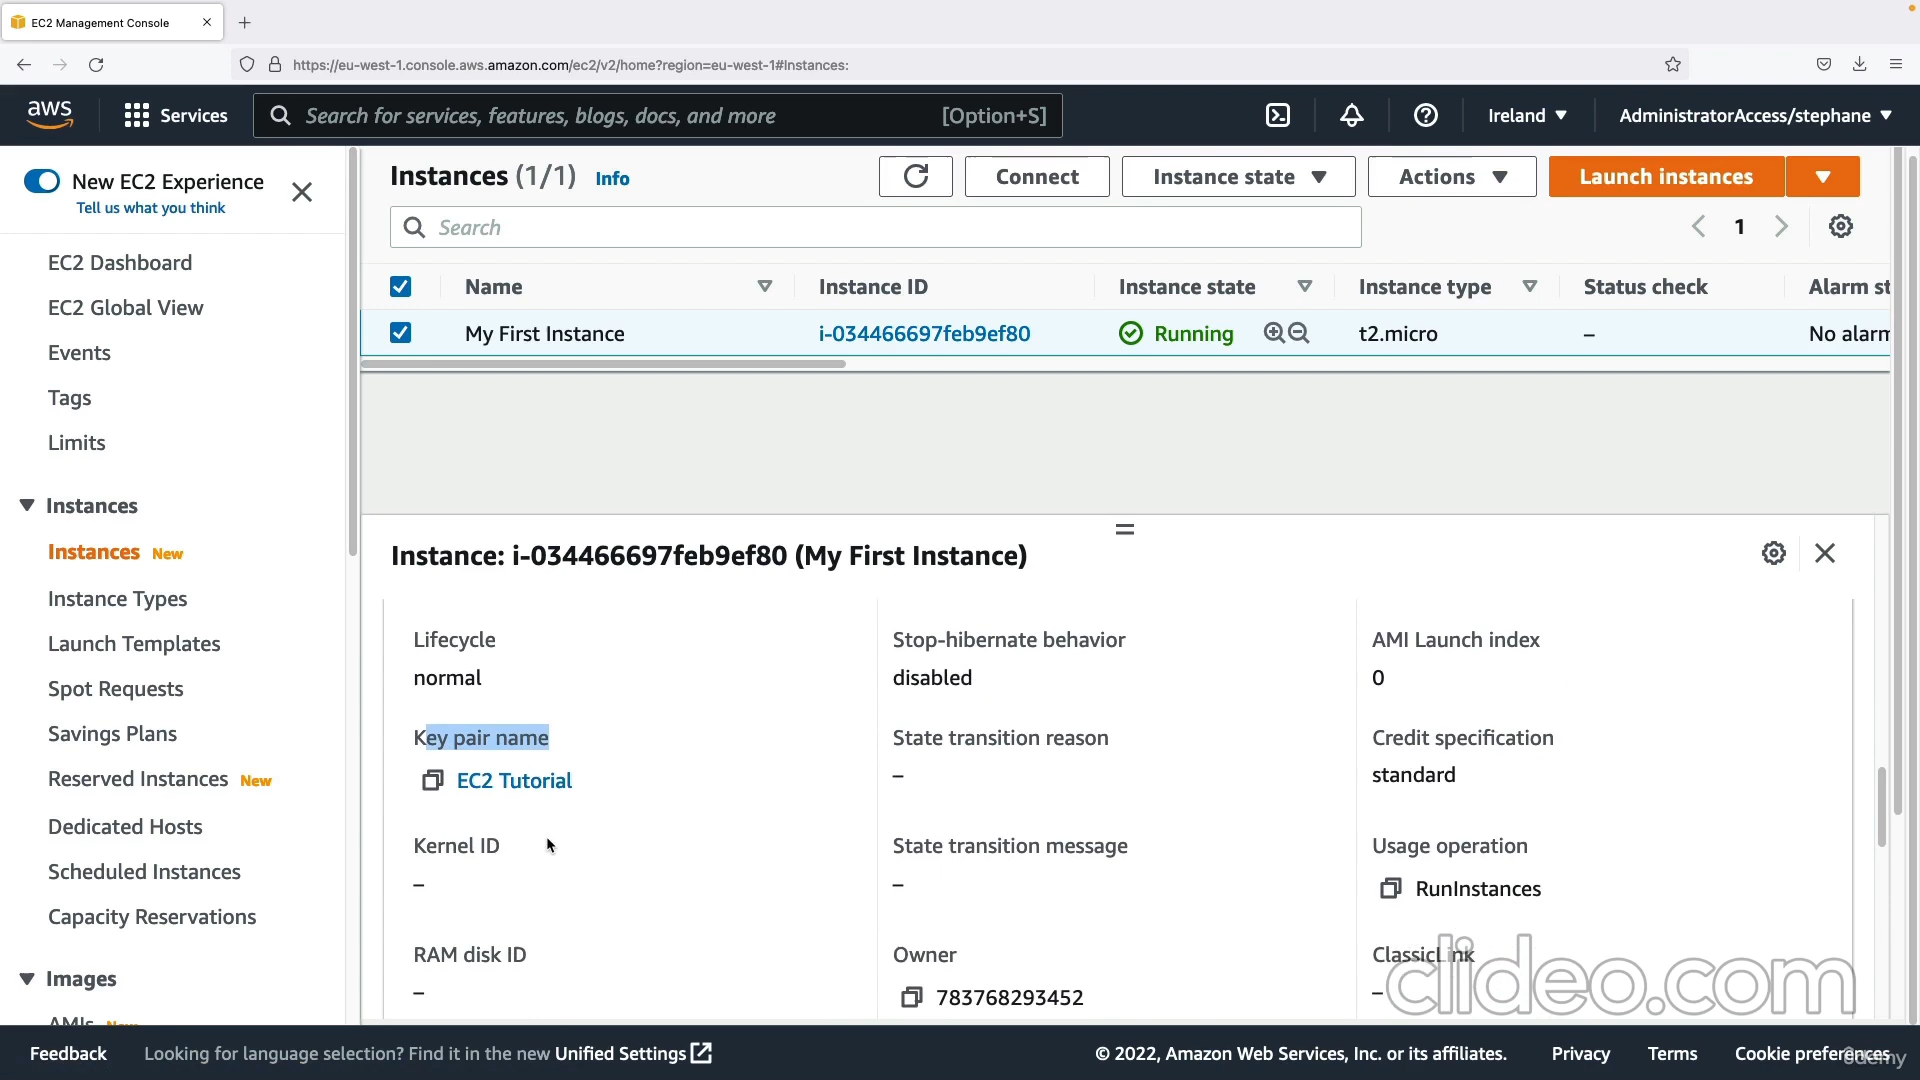 EC2 Management Console
https://eu-west-1.console.aws.amazon.com/ec2/v2/home?region=eu-west-1#Instances:
aws
Services
Search for services, features, blogs, docs, and more [Option+S]
Ireland ▼
AdministratorAccess/stephane ▼
New EC2 Experience
Tell us what you think
EC2 Dashboard
EC2 Global View
Events
Tags
Limits
Instances
Instances New
Instance Types
Launch Templates
Spot Requests
Savings Plans
Reserved Instances New
Dedicated Hosts
Scheduled Instances
Capacity Reservations
Images
AMIs New
Instances (1/1) Info
Connect
Instance state ▼
Actions ▼
Launch instances
Search
1
Name Instance ID Instance state Instance type Status check Alarm st
My First Instance i-034466697feb9ef80 Running t2.micro – No alarm
Instance: i-034466697feb9ef80 (My First Instance)
Lifecycle Stop-hibernate behavior AMI Launch index
normal disabled 0
Key pair name State transition reason Credit specification
EC2 Tutorial – standard
Kernel ID State transition message Usage operation
– – RunInstances
RAM disk ID Owner ClassicLink
– 783768293452 –
clideo.com
Feedback Looking for language selection? Find it in the new Unified Settings © 2022, Amazon Web Services, Inc. or its affiliates. Privacy Terms Cookie preferences
ûdemy